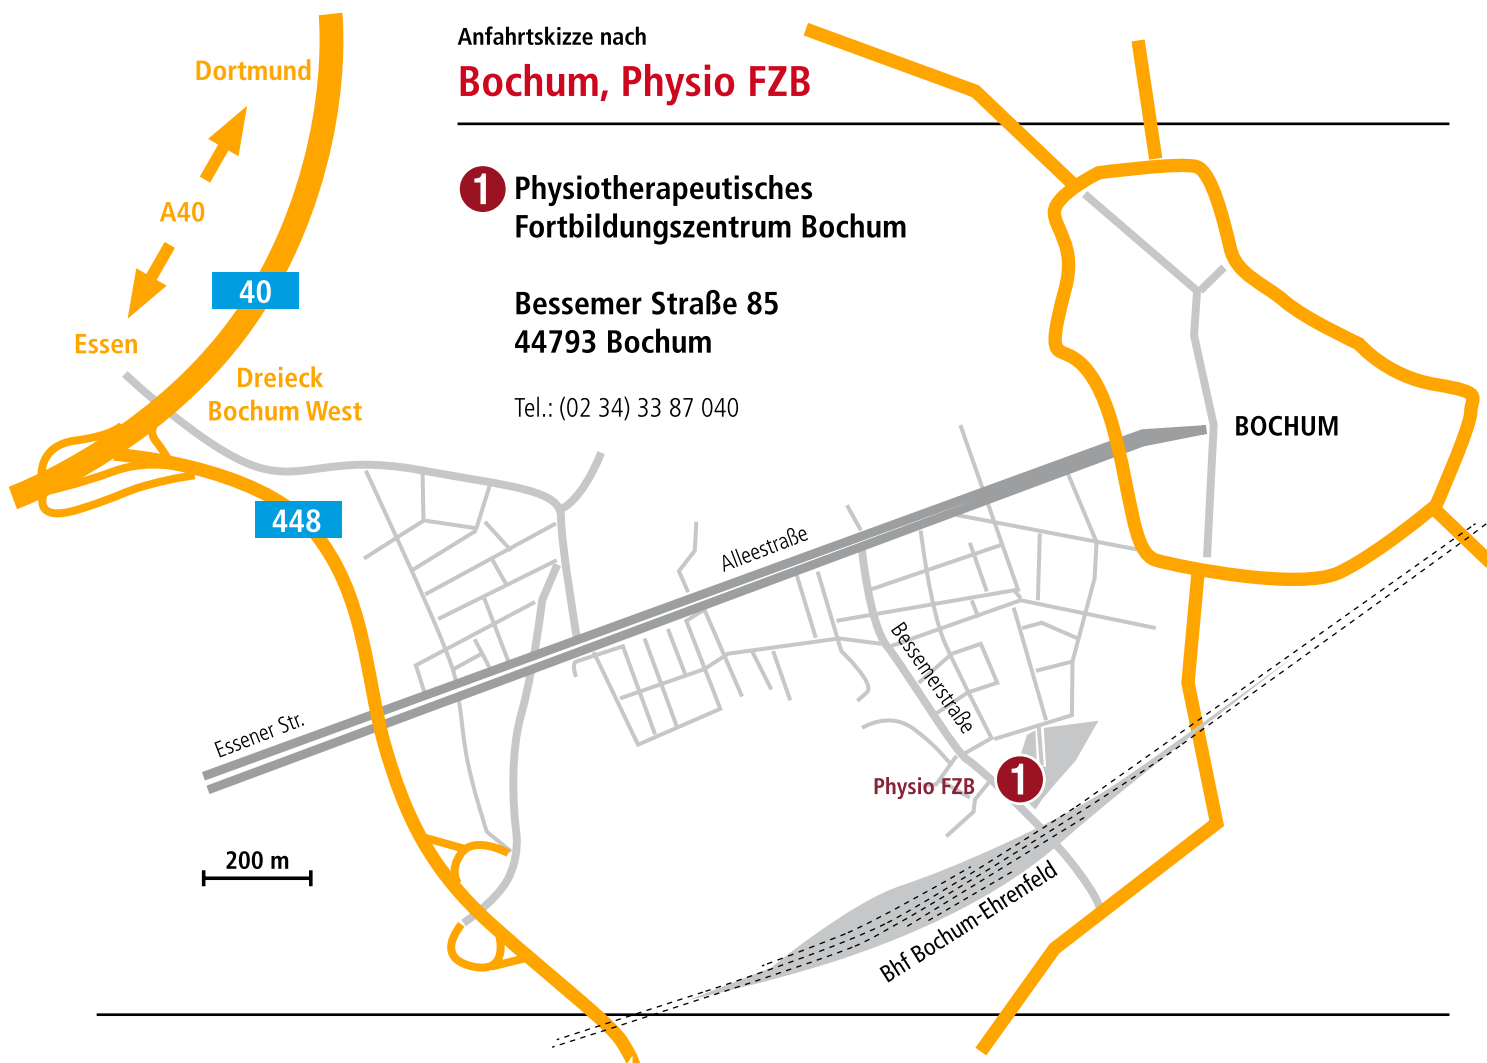 Anfahrtskizze nach
Bochum, Physio FZB
1 Physiotherapeutisches
Fortbildungszentrum Bochum
Bessemer Straße 85
44793 Bochum
Tel.: (02 34) 33 87 040
Dortmund
A40
40
Essen
Dreieck
Bochum West
448
BOCHUM
Alleestraße
Bessemerstraße
Essener Str.
Physio FZB
1
200 m
Bhf Bochum-Ehrenfeld